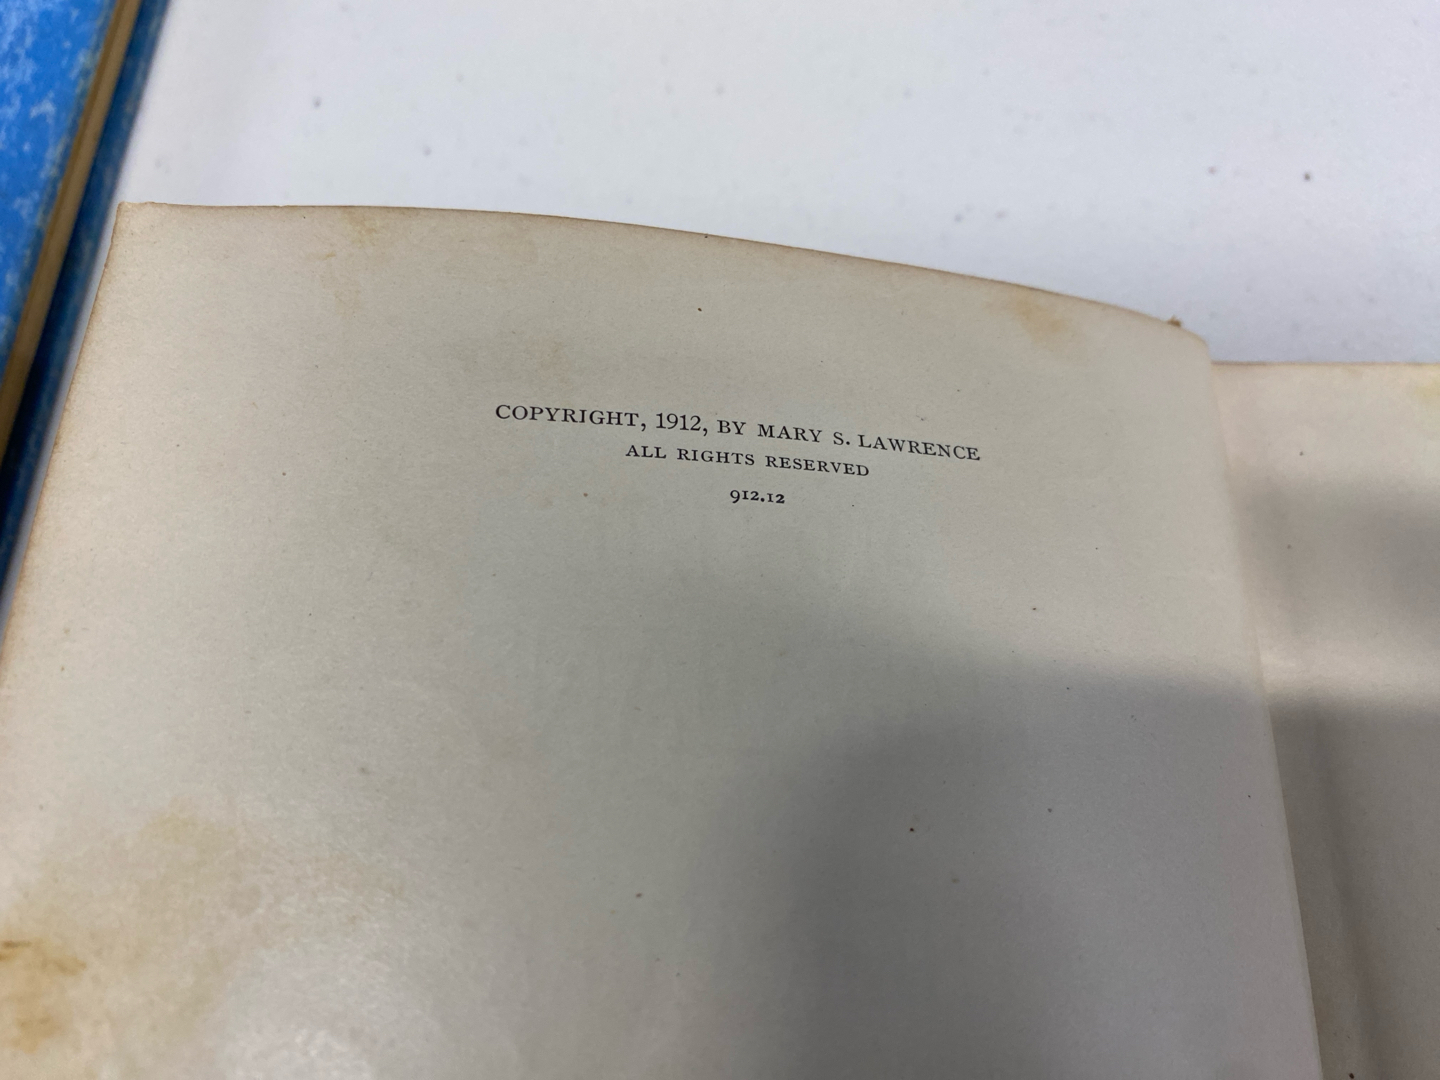 COPYRIGHT, 1912, BY MARY S. LAWRENCE
ALL RIGHTS RESERVED
912.12